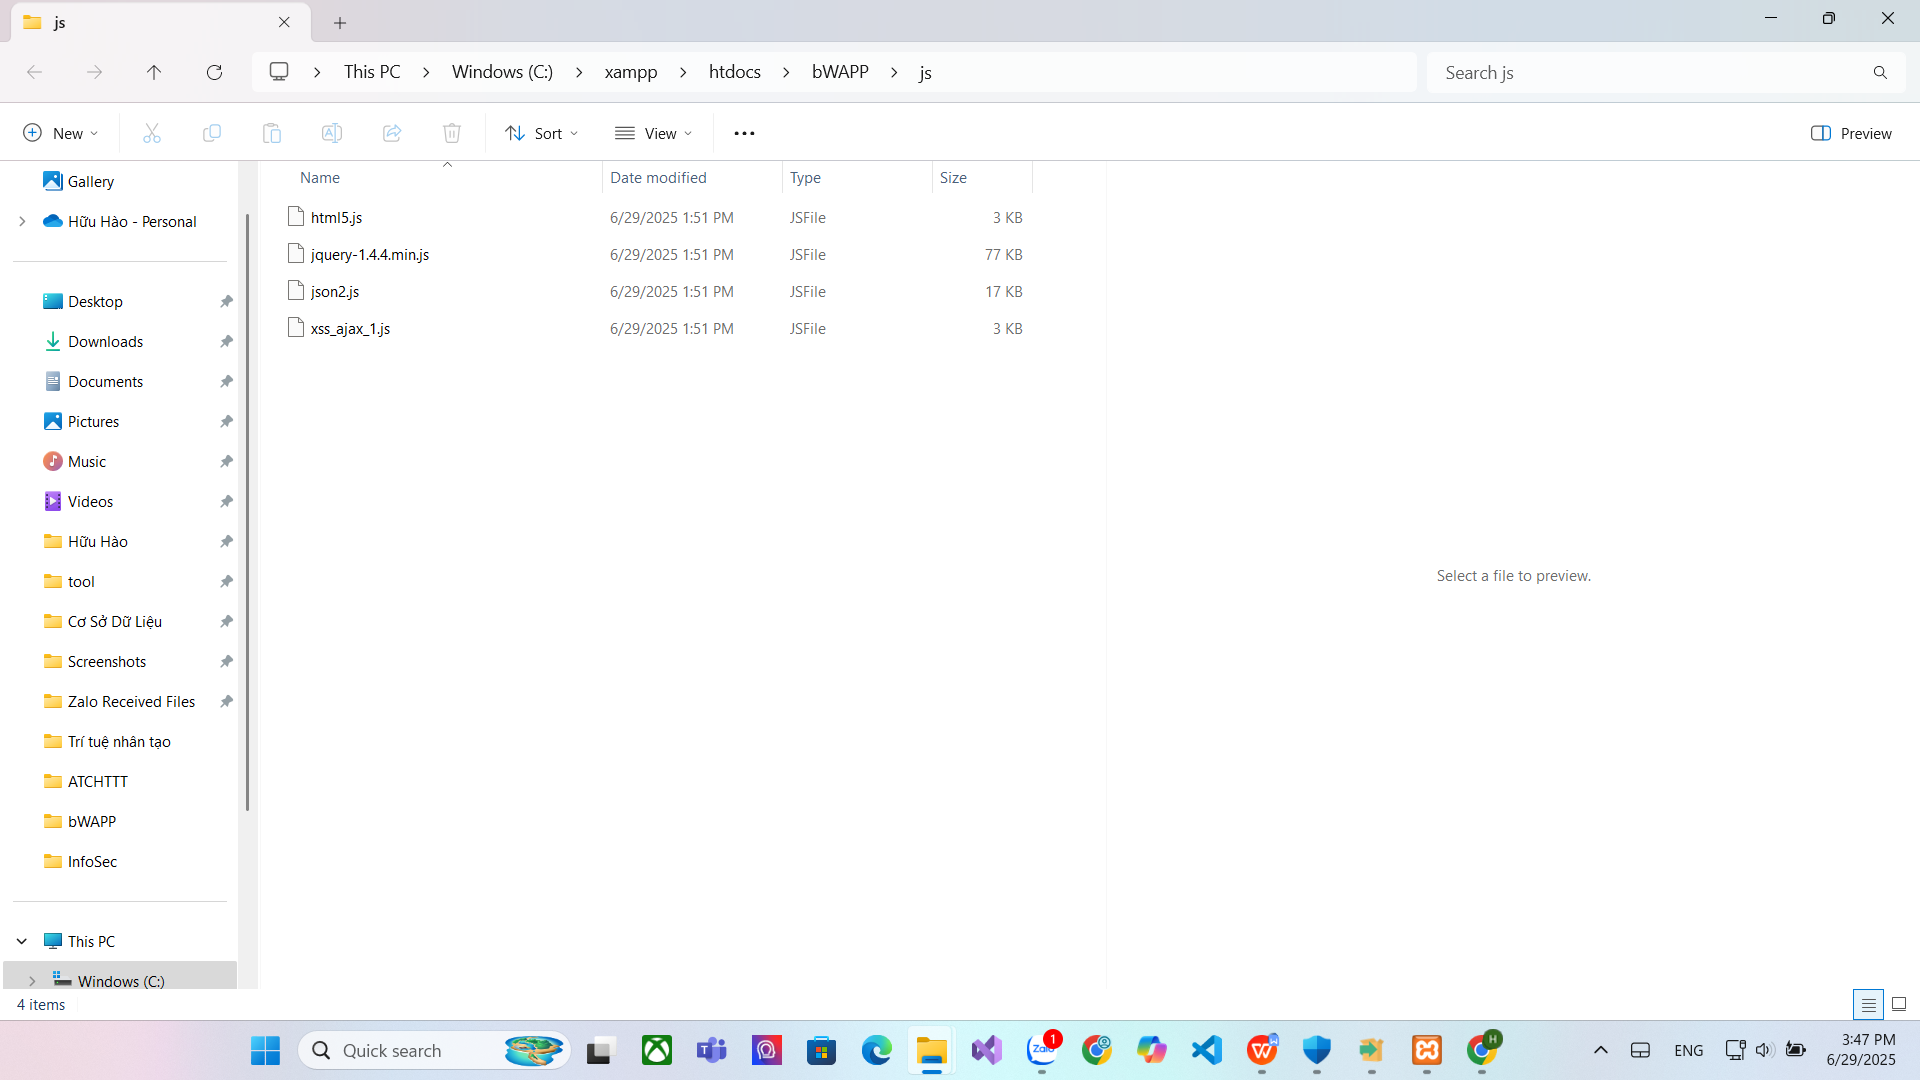 js
This PC
Windows (C:)
xampp
htdocs
bWAPP
js
Search js
New
Sort
View
Preview
Gallery
Hữu Hào - Personal
Desktop
Downloads
Documents
Pictures
Music
Videos
Hữu Hào
tool
Cơ Sở Dữ Liệu
Screenshots
Zalo Received Files
Trí tuệ nhân tạo
ATCHTTT
bWAPP
InfoSec
This PC
Windows (C:)
Name Date modified Type Size
html5.js 6/29/2025 1:51 PM JSFile 3 KB
jquery-1.4.4.min.js 6/29/2025 1:51 PM JSFile 77 KB
json2.js 6/29/2025 1:51 PM JSFile 17 KB
xss_ajax_1.js 6/29/2025 1:51 PM JSFile 3 KB
Select a file to preview.
4 items
Quick search
Zalo
1
H
ENG
3:47 PM
6/29/2025